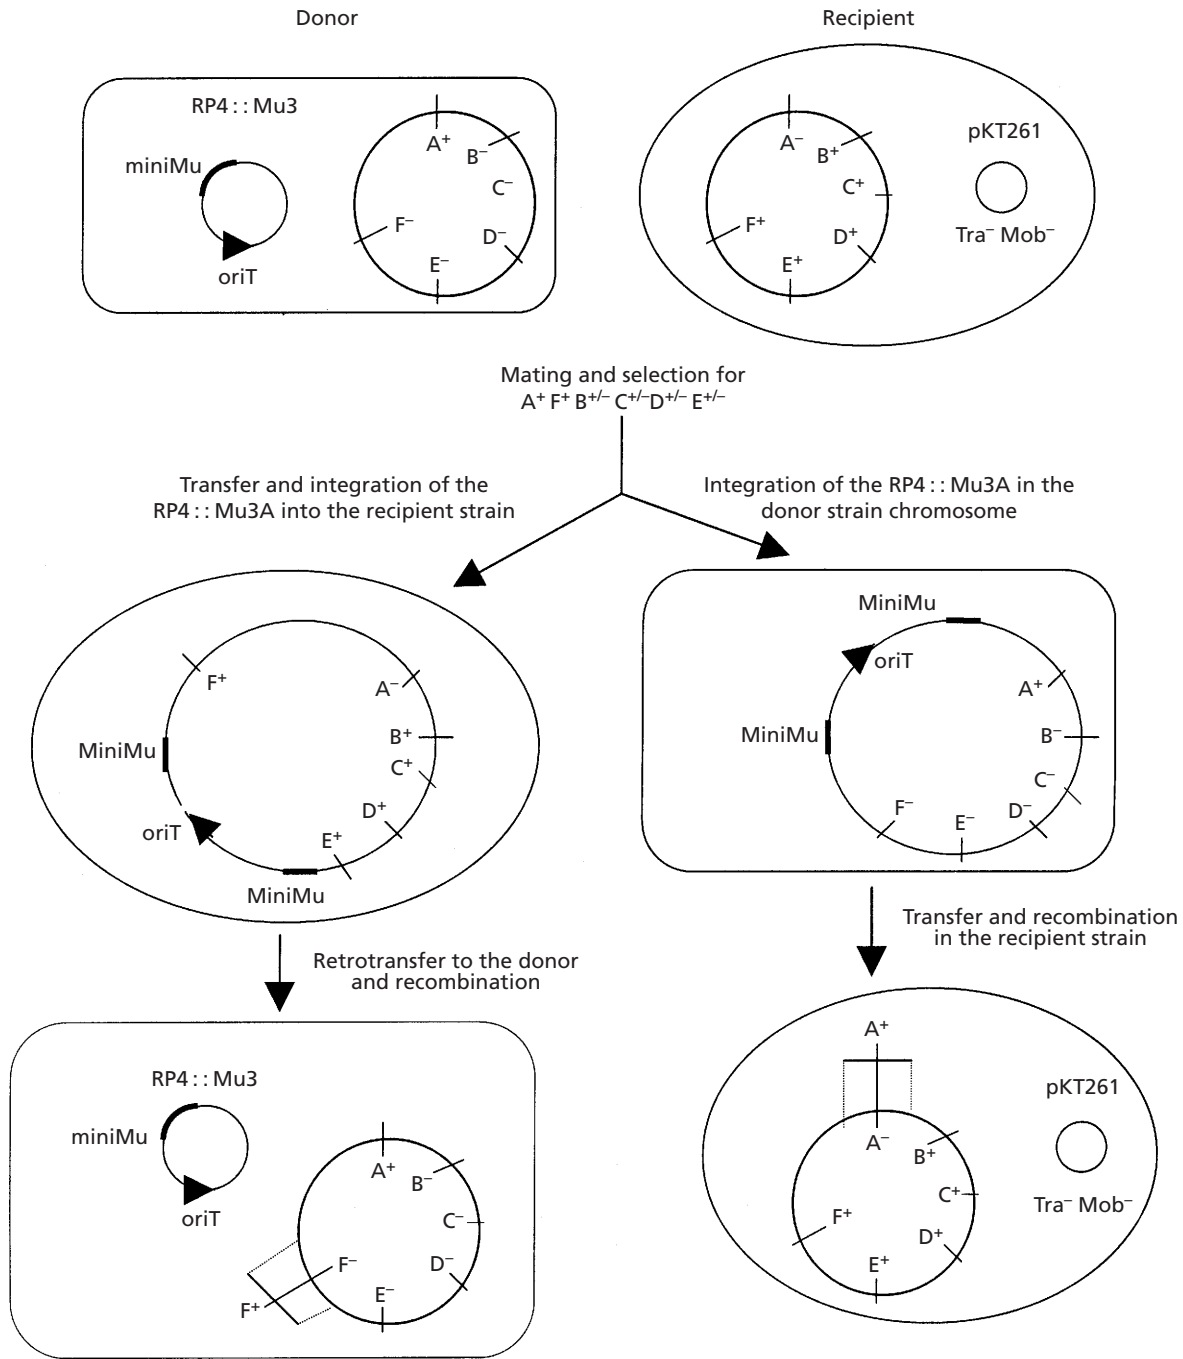 Donor
Recipient
RP4 :: Mu3
miniMu
oriT
A⁺
B⁻
C⁻
D⁻
E⁻
F⁻
A⁻
B⁺
C⁺
D⁺
E⁺
F⁺
pKT261
Tra⁻ Mob⁻
Mating and selection for
A⁺ F⁺ B⁺/⁻ C⁺/⁻D⁺/⁻ E⁺/⁻
Transfer and integration of the
RP4 :: Mu3A into the recipient strain
Integration of the RP4 :: Mu3A in the
donor strain chromosome
F⁺
A⁻
B⁺
C⁺
D⁺
E⁺
MiniMu
oriT
MiniMu
MiniMu
oriT
MiniMu
A⁺
B⁻
C⁻
D⁻
E⁻
F⁻
Retrotransfer to the donor
and recombination
Transfer and recombination
in the recipient strain
RP4 :: Mu3
miniMu
oriT
A⁺
B⁻
C⁻
D⁻
E⁻
F⁻
F⁺
A⁺
A⁻
B⁺
C⁺
D⁺
E⁺
F⁺
pKT261
Tra⁻ Mob⁻